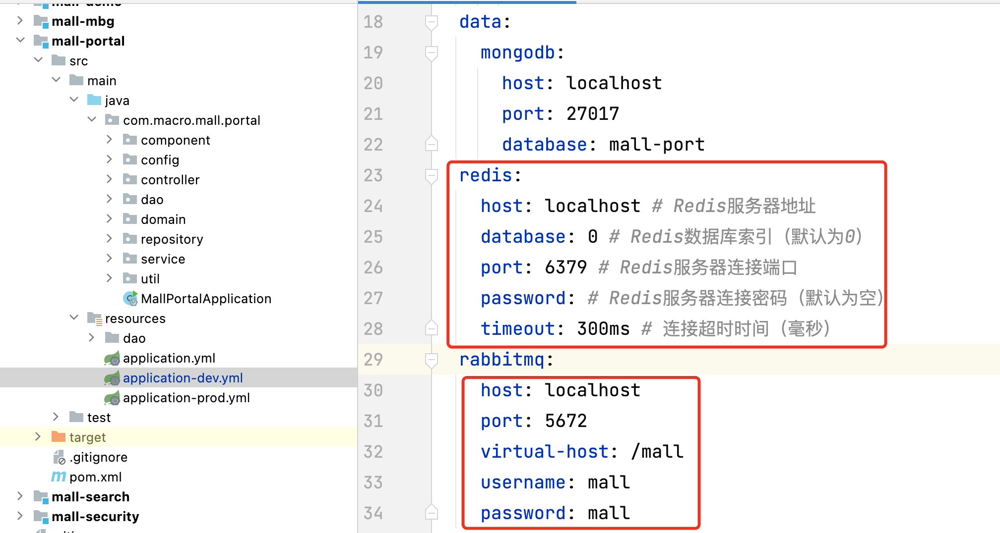 mall-mbg
mall-portal
src
main
java
com.macro.mall.portal
component
config
controller
dao
domain
repository
service
util
MallPortalApplication
resources
dao
application.yml
application-dev.yml
application-prod.yml
test
target
.gitignore
pom.xml
mall-search
mall-security
18 data:
19 mongodb:
20 host: localhost
21 port: 27017
22 database: mall-port
23 redis:
24 host: localhost # Redis服务器地址
25 database: 0 # Redis数据库索引（默认为0）
26 port: 6379 # Redis服务器连接端口
27 password: # Redis服务器连接密码（默认为空）
28 timeout: 300ms # 连接超时时间（毫秒）
29 rabbitmq:
30 host: localhost
31 port: 5672
32 virtual-host: /mall
33 username: mall
34 password: mall